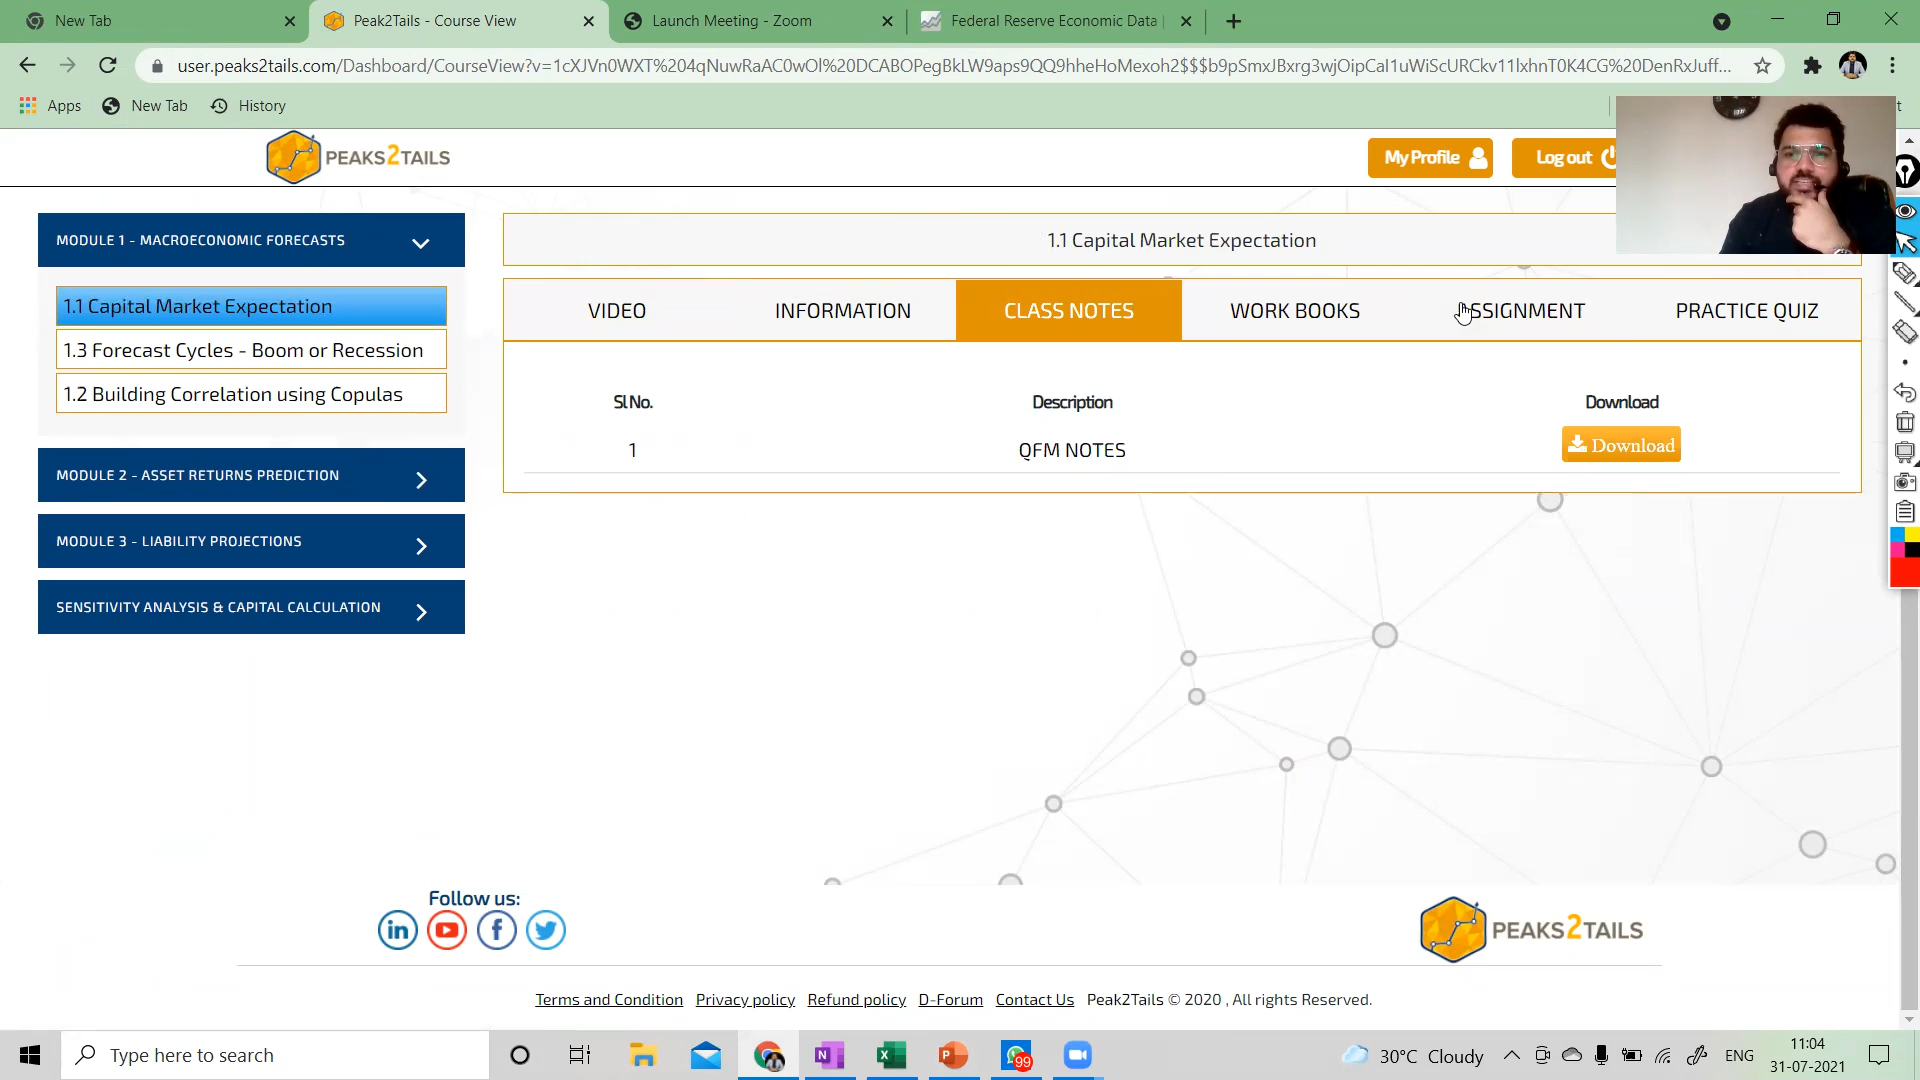 New Tab
Peak2Tails - Course View
Launch Meeting - Zoom
Federal Reserve Economic Data |
user.peaks2tails.com/Dashboard/CourseView?v=1cXJVn0WXT%204qNuwRaAC0wOl%20DCABOPegBkLW9aps9QQ9hheHoMexoh2$$$b9pSmxJBxrg3wjOipCaI1uWiScURCkv11lxhnT0K4CG%20DenRxJuff...
Apps
New Tab
History
PEAKS2TAILS
My Profile
Log out
MODULE 1 - MACROECONOMIC FORECASTS
1.1 Capital Market Expectation
1.1 Capital Market Expectation
1.3 Forecast Cycles - Boom or Recession
1.2 Building Correlation using Copulas
MODULE 2 - ASSET RETURNS PREDICTION
MODULE 3 - LIABILITY PROJECTIONS
SENSITIVITY ANALYSIS & CAPITAL CALCULATION
VIDEO
INFORMATION
CLASS NOTES
WORK BOOKS
ASSIGNMENT
PRACTICE QUIZ
Sl No.
Description
Download
1
QFM NOTES
Download
Follow us:
PEAKS2TAILS
Terms and Condition Privacy policy Refund policy D-Forum Contact Us Peak2Tails © 2020 , All rights Reserved.
Type here to search
99
30°C Cloudy
ENG
11:04
31-07-2021